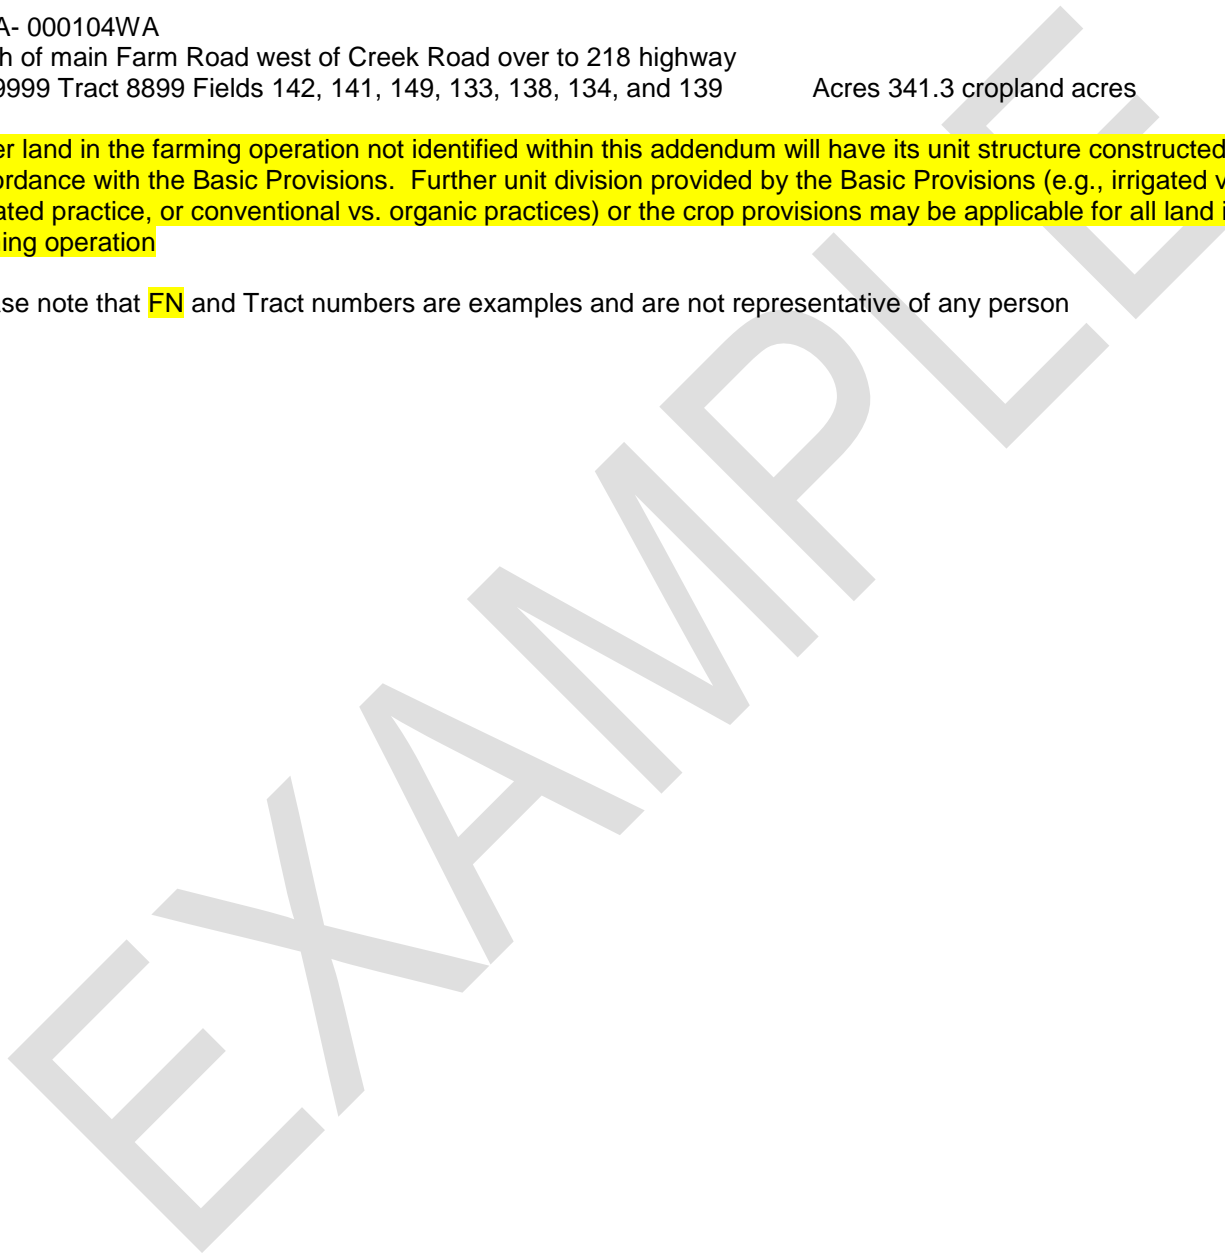 A- 000104WA
h of main Farm Road west of Creek Road over to 218 highway
9999 Tract 8899 Fields 142, 141, 149, 133, 138, 134, and 139 Acres 341.3 cropland acres
er land in the farming operation not identified within this addendum will have its unit structure constructed
ordance with the Basic Provisions. Further unit division provided by the Basic Provisions (e.g., irrigated v
ated practice, or conventional vs. organic practices) or the crop provisions may be applicable for all land i
ing operation
se note that FN and Tract numbers are examples and are not representative of any person
EXAMPLE